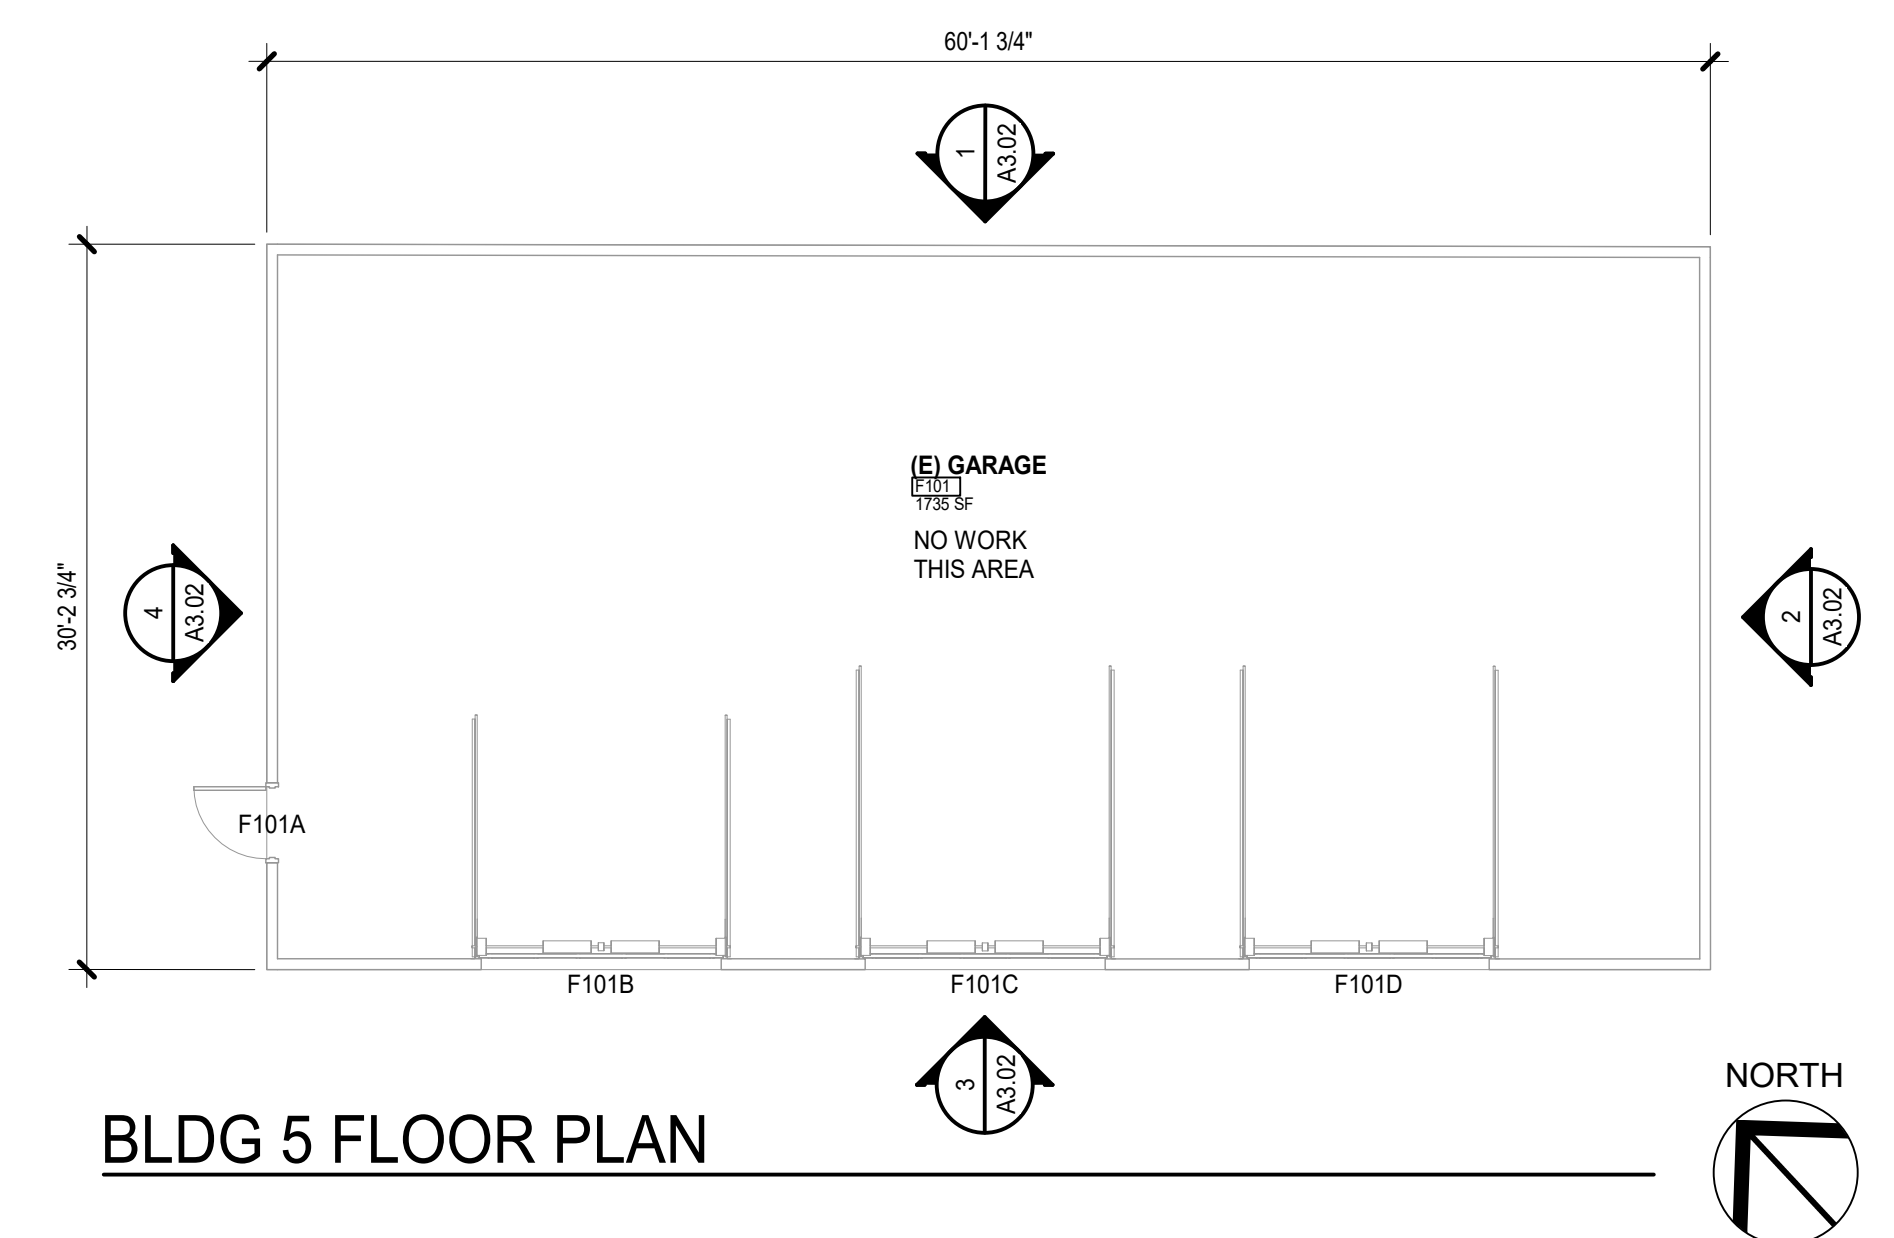 60'-1 3/4"
1
A3.02
(E) GARAGE
F101
1735 SF
NO WORK
THIS AREA
30'-2 3/4"
4
A3.02
2
A3.02
F101A
F101B
F101C
F101D
3
A3.02
NORTH
BLDG 5 FLOOR PLAN